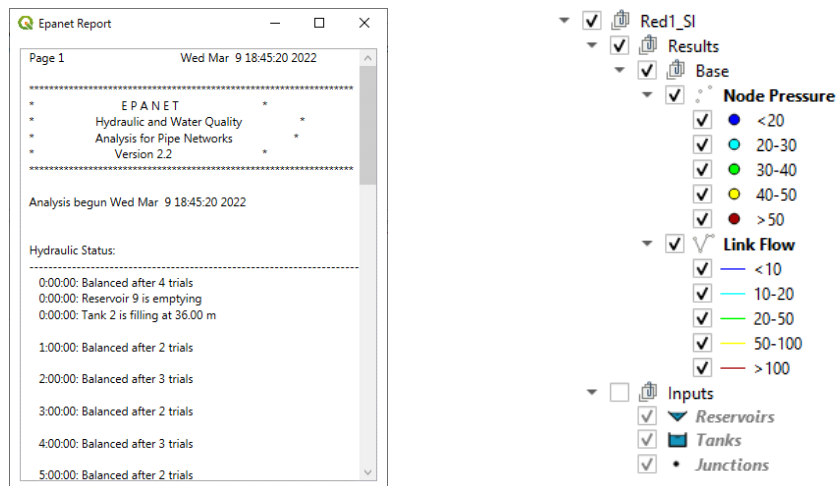 Epanet Report
Page 1 Wed Mar 9 18:45:20 2022
******************************************************************
* E P A N E T *
* Hydraulic and Water Quality *
* Analysis for Pipe Networks *
* Version 2.2 *
******************************************************************
Analysis begun Wed Mar 9 18:45:20 2022
Hydraulic Status:
-----------------------------------------------------------------------
0:00:00: Balanced after 4 trials
0:00:00: Reservoir 9 is emptying
0:00:00: Tank 2 is filling at 36.00 m
1:00:00: Balanced after 2 trials
2:00:00: Balanced after 3 trials
3:00:00: Balanced after 2 trials
4:00:00: Balanced after 3 trials
5:00:00: Balanced after 2 trials
Red1_SI
Results
Base
Node Pressure
<20
20-30
30-40
40-50
>50
Link Flow
<10
10-20
20-50
50-100
>100
Inputs
Reservoirs
Tanks
Junctions